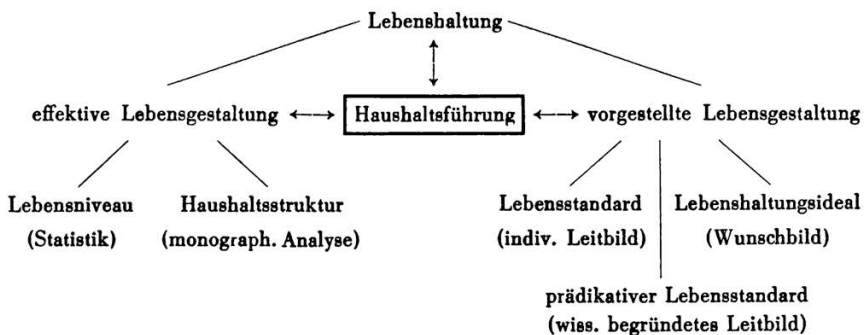 Lebenshaltung
effektive Lebensgestaltung
Haushaltsführung
vorgestellte Lebensgestaltung
Lebensniveau
(Statistik)
Haushaltsstruktur
(monograph. Analyse)
Lebensstandard
(indiv. Leitbild)
Lebenshaltungsideal
(Wunschbild)
prädikativer Lebensstandard
(wiss. begründetes Leitbild)